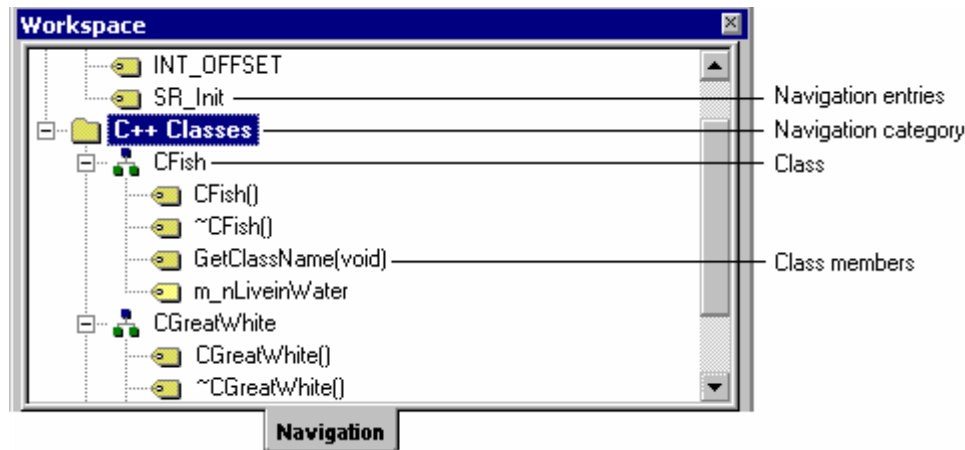 Workspace
INT_OFFSET
SR_Init
Navigation entries
C++ Classes
Navigation category
CFish
Class
CFish()
~CFish()
GetClassName(void)
Class members
m_nLiveinWater
CGreatWhite
CGreatWhite()
~CGreatWhite()
Navigation